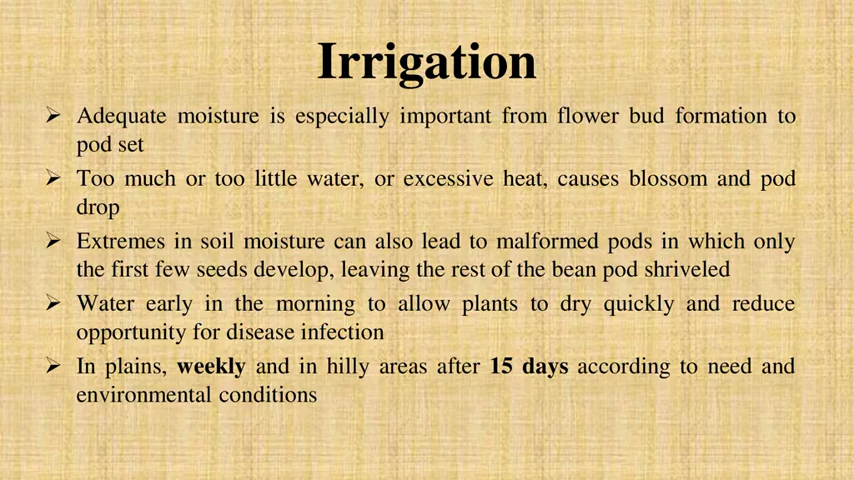 Irrigation
➢ Adequate moisture is especially important from flower bud formation to
pod set
➢ Too much or too little water, or excessive heat, causes blossom and pod
drop
➢ Extremes in soil moisture can also lead to malformed pods in which only
the first few seeds develop, leaving the rest of the bean pod shriveled
➢ Water early in the morning to allow plants to dry quickly and reduce
opportunity for disease infection
➢ In plains, weekly and in hilly areas after 15 days according to need and
environmental conditions